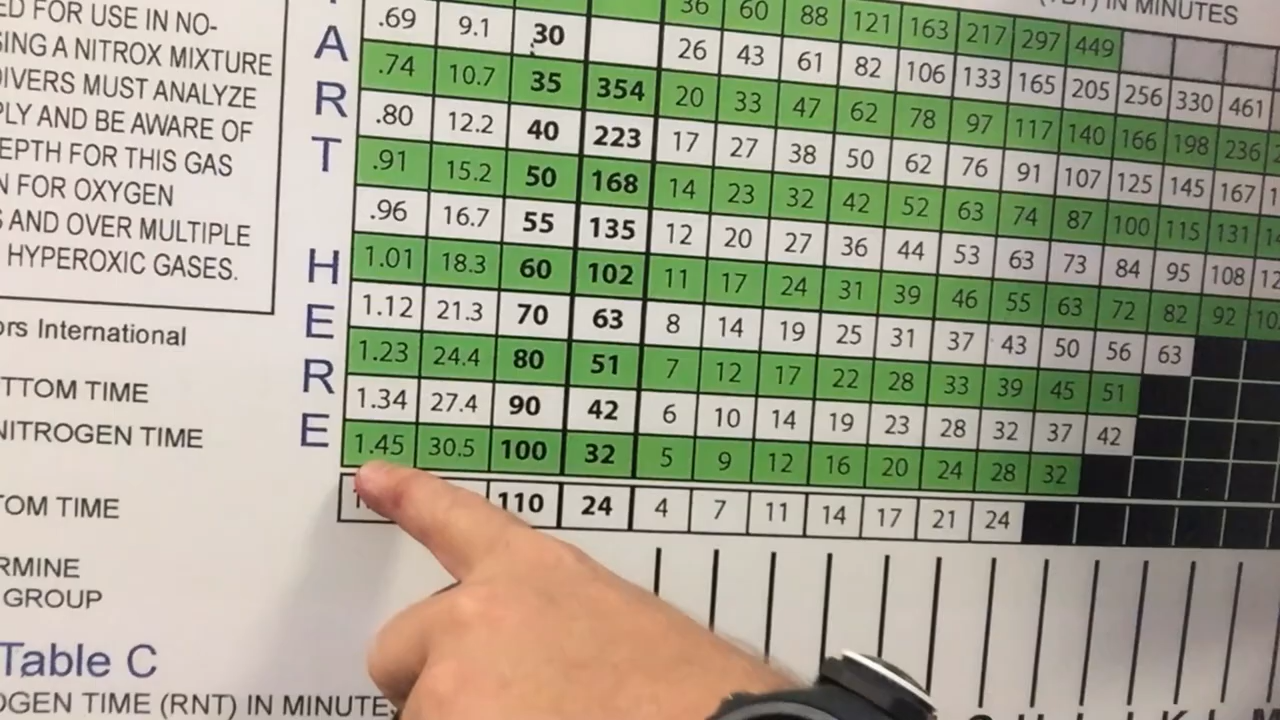 ED FOR USE IN NO-
SING A NITROX MIXTURE
DIVERS MUST ANALYZE
PLY AND BE AWARE OF
EPTH FOR THIS GAS
N FOR OXYGEN
S AND OVER MULTIPLE
HYPEROXIC GASES.
ors International
TTOM TIME
NITROGEN TIME
TOM TIME
RMINE
GROUP
Table C
OGEN TIME (RNT) IN MINUTE
A
R
T
H
E
R
E
IN MINUTES
36 60 88 121 163 217 297 449
.69 9.1 30 26 43 61 82 106 133 165 205 256 330 461
.74 10.7 35 354 20 33 47 62 78 97 117 140 166 198 236
.80 12.2 40 223 17 27 38 50 62 76 91 107 125 145 167
.91 15.2 50 168 14 23 32 42 52 63 74 87 100 115 131
.96 16.7 55 135 12 20 27 36 44 53 63 73 84 95 108
1.01 18.3 60 102 11 17 24 31 39 46 55 63 72 82 92
1.12 21.3 70 63 8 14 19 25 31 37 43 50 56 63
1.23 24.4 80 51 7 12 17 22 28 33 39 45 51
1.34 27.4 90 42 6 10 14 19 23 28 32 37 42
1.45 30.5 100 32 5 9 12 16 20 24 28 32
110 24 4 7 11 14 17 21 24